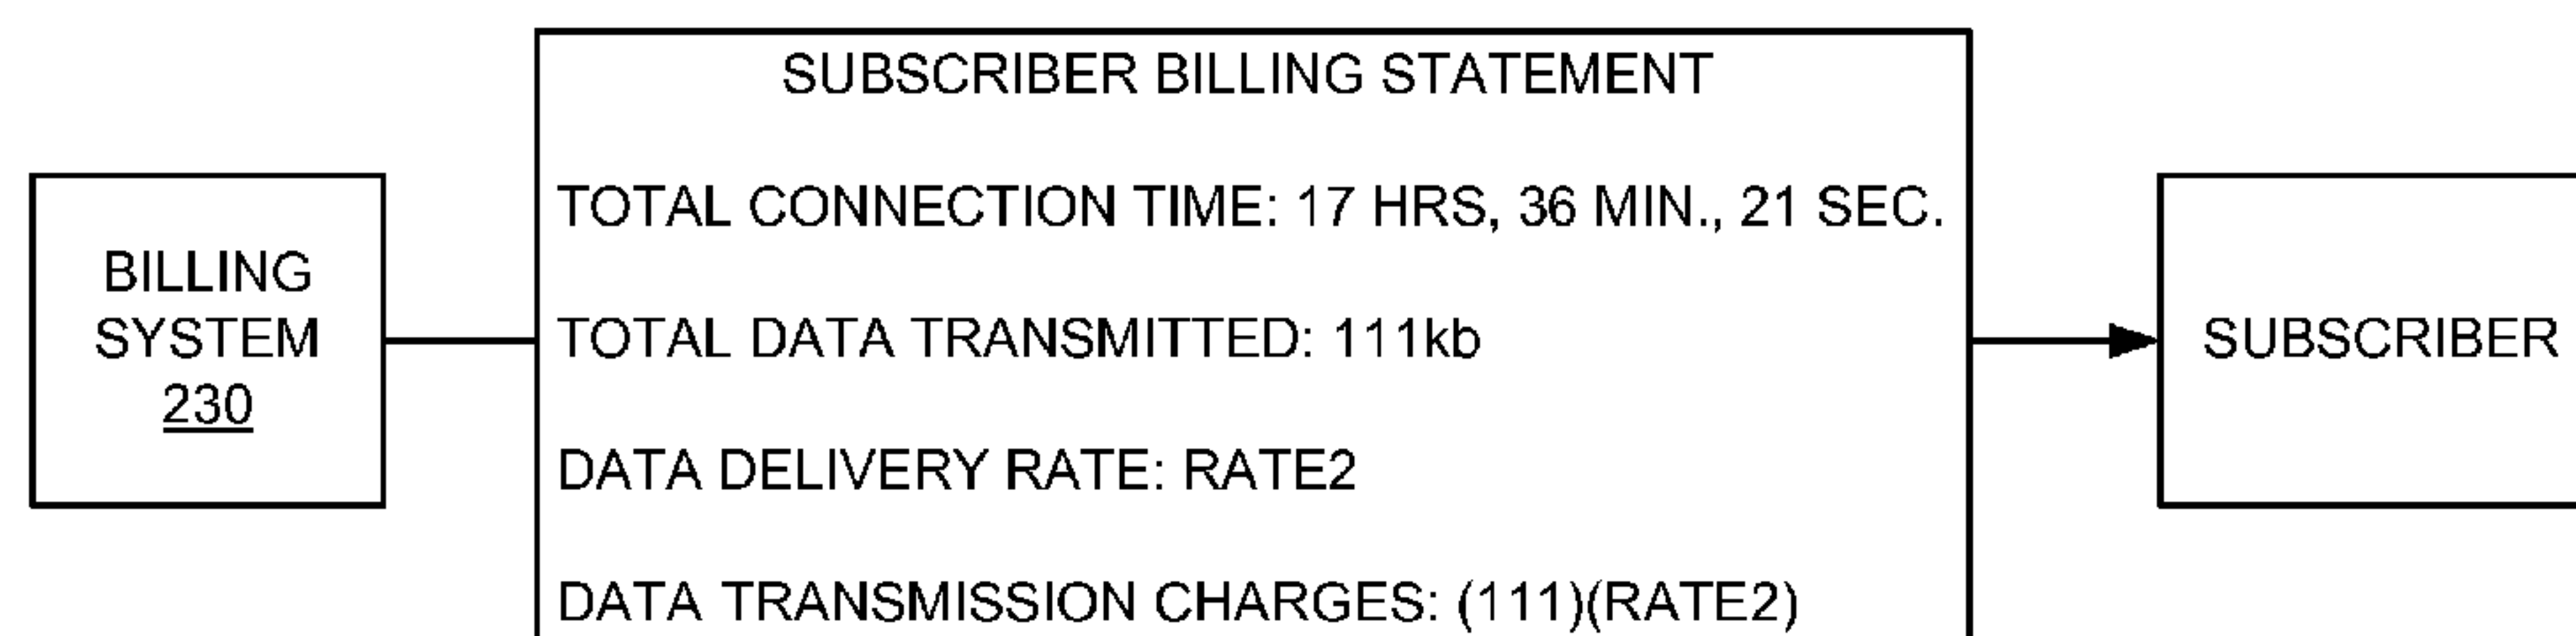 SUBSCRIBER BILLING STATEMENT
TOTAL CONNECTION TIME: 17 HRS, 36 MIN., 21 SEC.
BILLING
SYSTEM
230
TOTAL DATA TRANSMITTED: 111kb
SUBSCRIBER
DATA DELIVERY RATE: RATE2
DATA TRANSMISSION CHARGES: (111)(RATE2)